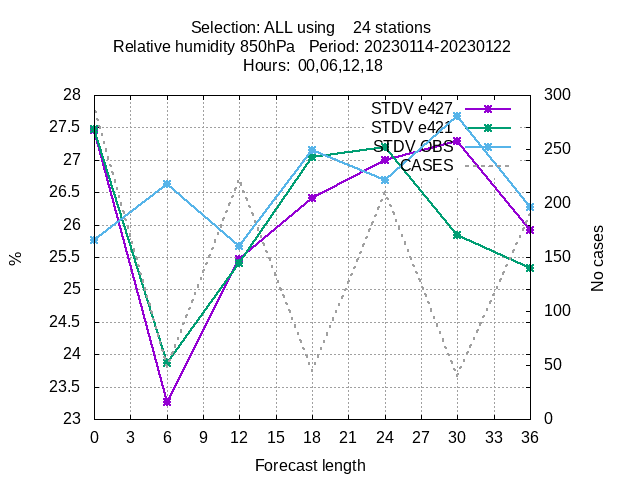 Selection: ALL using 24 stations
Relative humidity 850hPa Period: 20230114-20230122
Hours: 00,06,12,18
28
27.5
27
26.5
26
25.5
25
24.5
24
23.5
23
%
300
250
200
150
100
50
0
No cases
STDV e427
STDV e421
STDV OBS
CASES
0 3 6 9 12 15 18 21 24 27 30 33 36
Forecast length